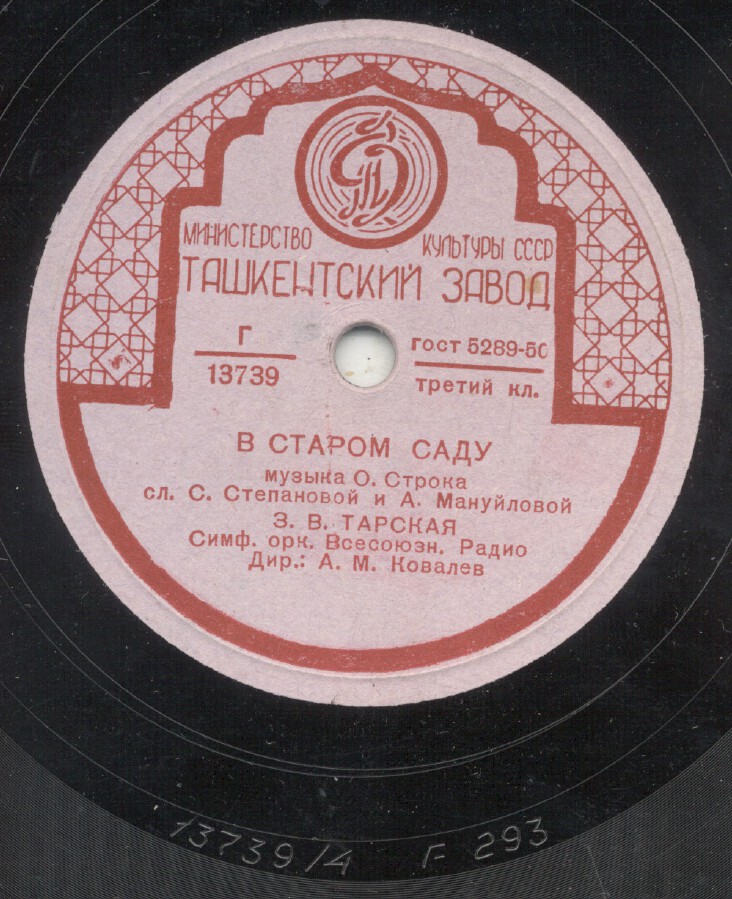 МИНИСТЕРСТВО КУЛЬТУРЫ СССР
ТАШКЕНТСКИЙ ЗАВОД
Г
13739
ГОСТ 5289-50
третий кл.
В СТАРОМ САДУ
музыка О. Строка
сл. С. Степановой и А. Мануйловой
З. В. ТАРСКАЯ
Симф. орк. Всесоюзн. Радио
Дир.: А. М. Ковалев
13739/4 F 293